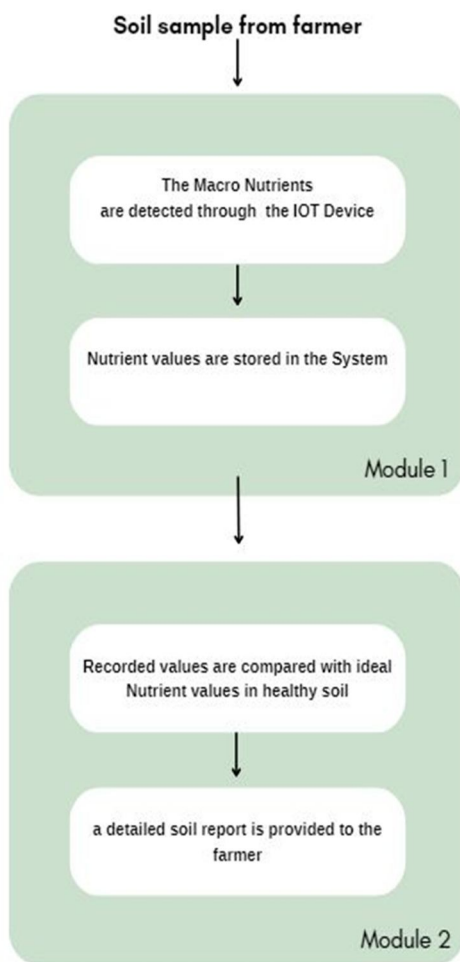 Soil sample from farmer
The Macro Nutrients
are detected through the IOT Device
Nutrient values are stored in the System
Module 1
Recorded values are compared with ideal
Nutrient values in healthy soil
a detailed soil report is provided to the
farmer
Module 2